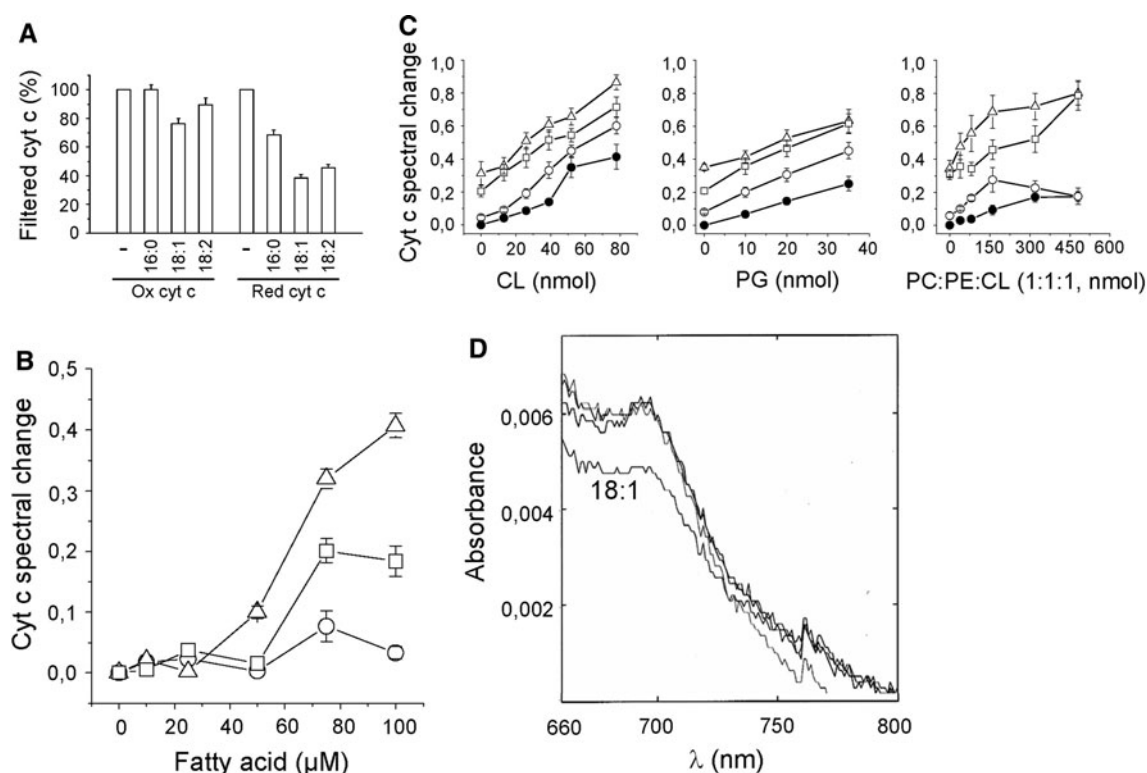 A
Filtered cyt c (%)
100
80
60
40
20
0
-
16:0
18:1
18:2
-
16:0
18:1
18:2
Ox cyt c
Red cyt c
C
Cyt c spectral change
1,0
0,8
0,6
0,4
0,2
0,0
0 20 40 60 80
CL (nmol)
1,0
0,8
0,6
0,4
0,2
0,0
0 10 20 30 40
PG (nmol)
1,0
0,8
0,6
0,4
0,2
0,0
0 150 300 450 600
PC:PE:CL (1:1:1, nmol)
B
Cyt c spectral change
0,5
0,4
0,3
0,2
0,1
0,0
0 20 40 60 80 100
Fatty acid (µM)
D
Absorbance
0,006
0,004
0,002
18:1
660 700 750 800
λ (nm)